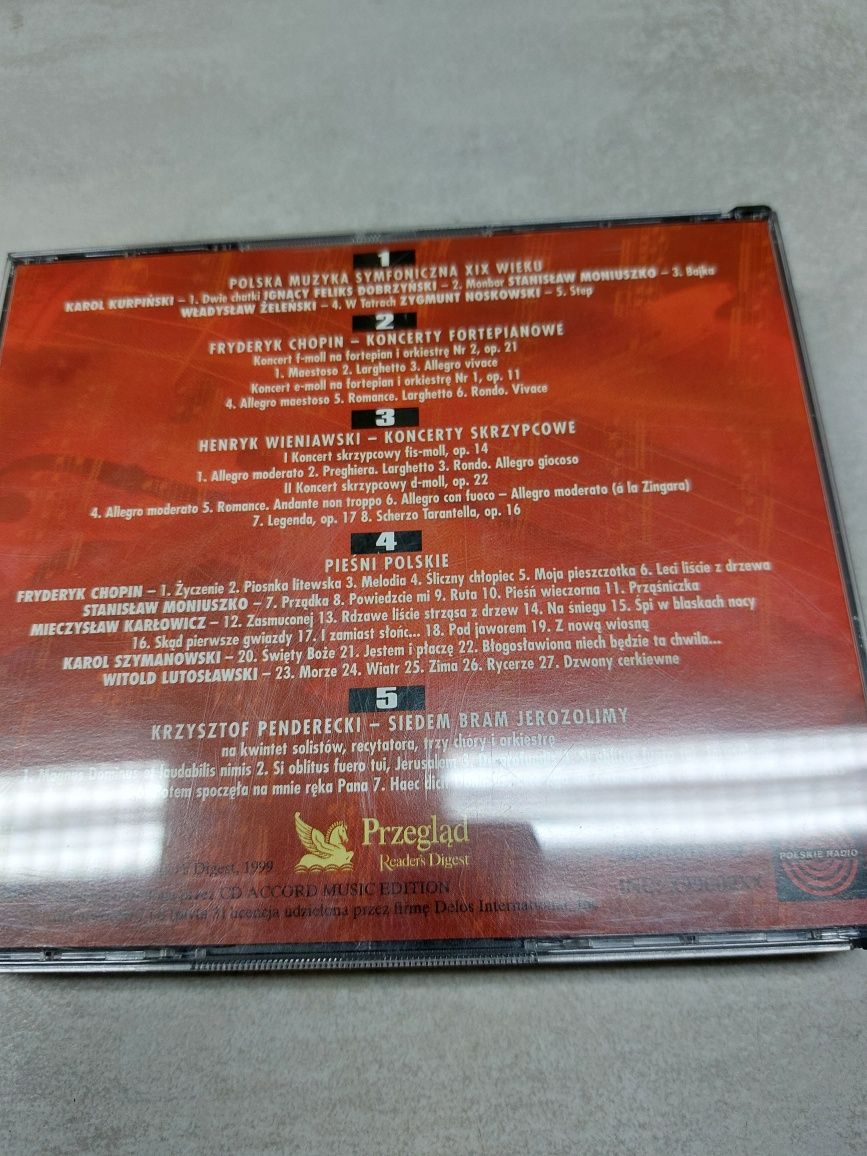 1
POLSKA MUZYKA SYMFONICZNA XIX WIEKU
KAROL KURPIŃSKI – 1. Dwie chatki IGNACY FELIKS DOBRZYŃSKI – 2. Monbar STANISŁAW MONIUSZKO – 3. Bajka
WŁADYSŁAW ŻELEŃSKI – 4. W Tatrach ZYGMUNT NOSKOWSKI – 5. Step
2
FRYDERYK CHOPIN – KONCERTY FORTEPIANOWE
Koncert f-moll na fortepian i orkiestrę Nr 2, op. 21
1. Maestoso 2. Larghetto 3. Allegro vivace
Koncert e-moll na fortepian i orkiestrę Nr 1, op. 11
4. Allegro maestoso 5. Romance. Larghetto 6. Rondo. Vivace
3
HENRYK WIENIAWSKI – KONCERTY SKRZYPCOWE
I Koncert skrzypcowy fis-moll, op. 14
1. Allegro moderato 2. Preghiera. Larghetto 3. Rondo. Allegro giocoso
II Koncert skrzypcowy d-moll, op. 22
4. Allegro moderato 5. Romance. Andante non troppo 6. Allegro con fuoco – Allegro moderato (á la Zingara)
7. Legenda, op. 17 8. Scherzo Tarantella, op. 16
4
PIEŚNI POLSKIE
FRYDERYK CHOPIN – 1. Życzenie 2. Piosnka litewska 3. Melodia 4. Śliczny chłopiec 5. Moja pieszczotka 6. Leci liście z drzewa
STANISŁAW MONIUSZKO – 7. Prządka 8. Powiedzcie mi 9. Ruta 10. Pieśń wieczorna 11. Prząśniczka
MIECZYSŁAW KARŁOWICZ – 12. Zasmuconej 13. Rdzawe liście strząsa z drzew 14. Na śniegu 15. Śpi w blaskach nocy
16. Skąd pierwsze gwiazdy 17. I zamiast słońc... 18. Pod jaworem 19. Z nową wiosną
KAROL SZYMANOWSKI – 20. Święty Boże 21. Jestem i płaczę 22. Błogosławiona niech będzie ta chwila...
WITOLD LUTOSŁAWSKI – 23. Morze 24. Wiatr 25. Zima 26. Rycerze 27. Dzwony cerkiewne
5
KRZYSZTOF PENDERECKI – SIEDEM BRAM JEROZOLIMY
na kwintet solistów, recytatora, trzy chóry i orkiestrę
1. Magnus Dominus et laudabilis nimis 2. Si oblitus fuero tui, Jerusalem 3.
spoczęła na mnie ręka Pana 7. Haec dicit
Przegląd
Reader's Digest
Digest, 1999
przez CD ACCORD MUSIC EDITION
licencja udzielona przez firmę Delos International, Inc.
POLSKIE RADIO